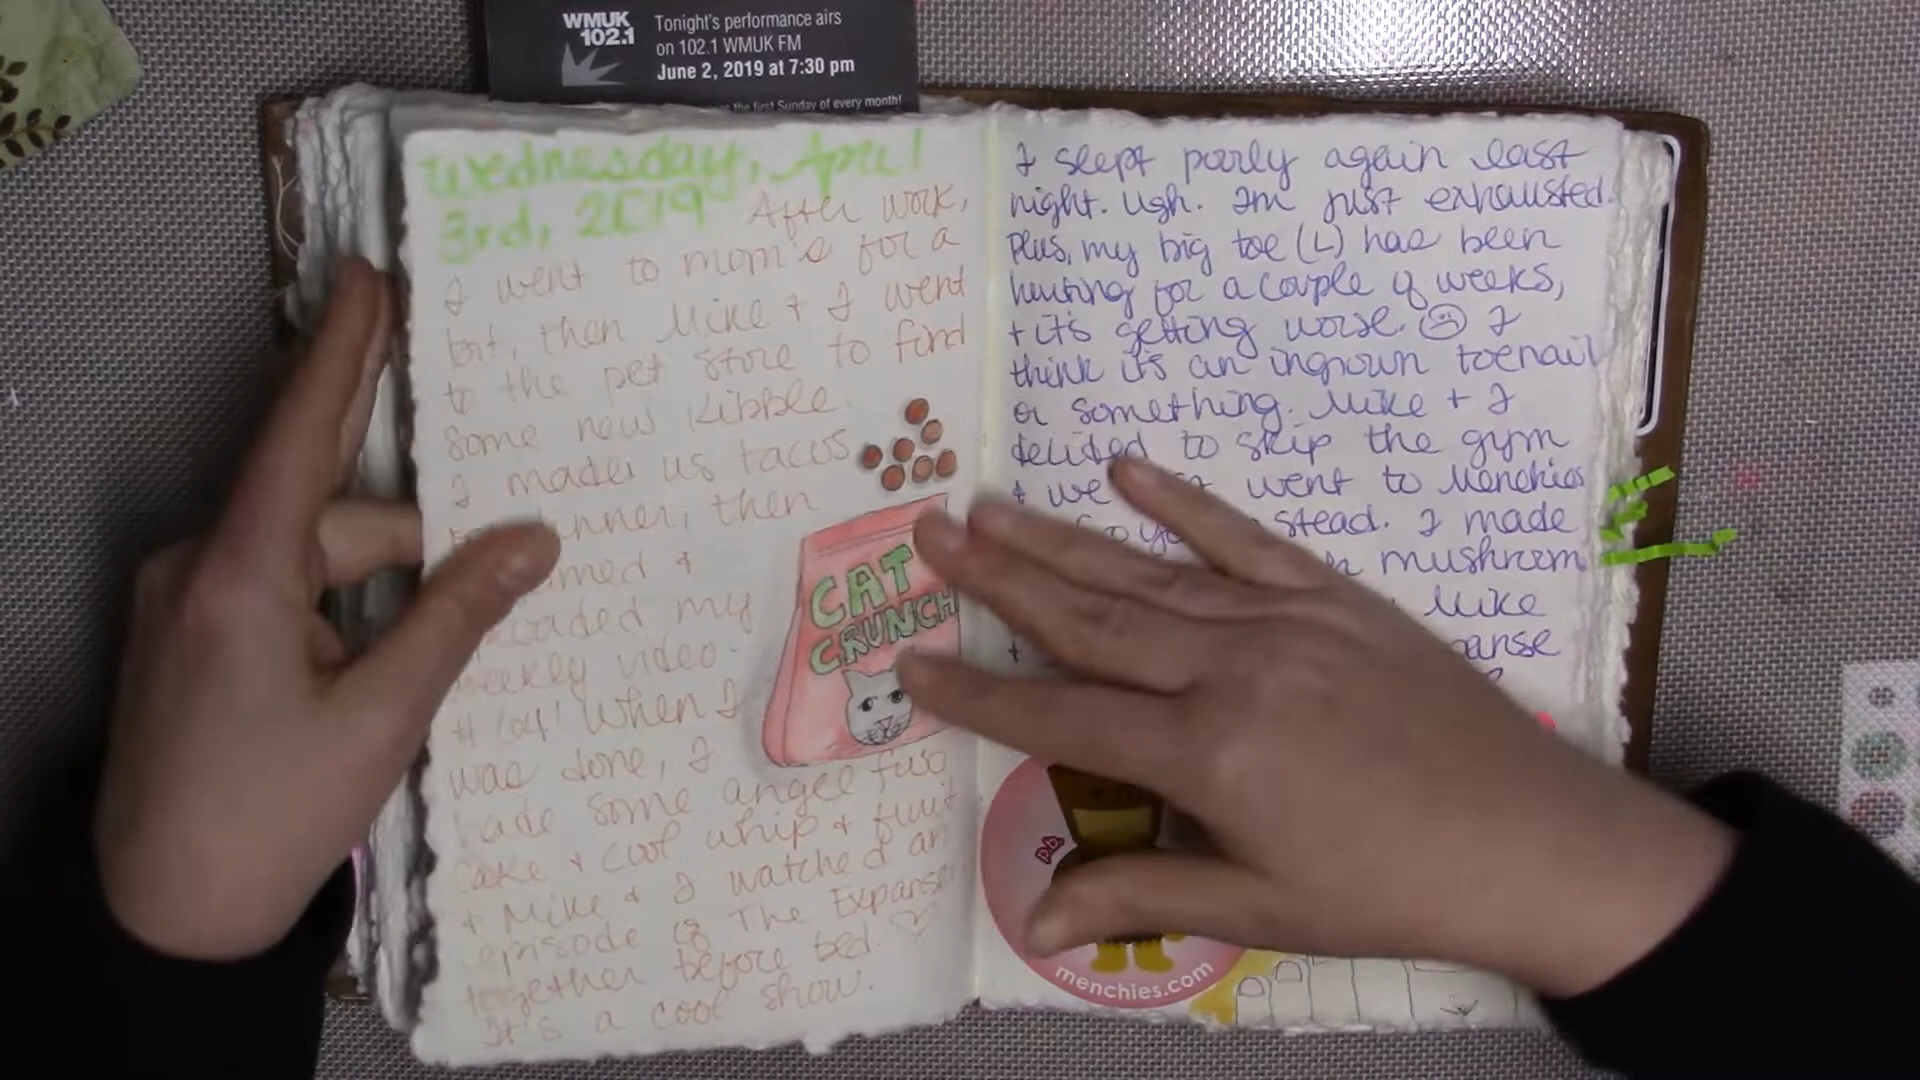 WMUK
102.1
Tonight's performance airs
on 102.1 WMUK FM
June 2, 2019 at 7:30 pm
the first Sunday of every month!
Wednesday, April
3rd, 2019 After work,
I went to mom's for a
bit, then Mike + I went
to the pet store to find
some new kibble.
I made us tacos
dinner, then
+
my
weekly video-
# 104! When I
was done, I
made some angel
cake + cool whip + fruit
+ Mike + I watched an
episode of The Expanse
together before bed. ♡
It's a cool show.
CAT
CRUNCH
I slept poorly again last
night. Ugh. Im just exhausted.
Plus, my big toe (L) has been
hurting for a couple of weeks,
+ it's getting worse. ☹ I
think it's an ingrown toenail
or something. Mike + I
decided to skip the gym
+ we went to Menchies
I made
mushroom
Mike
+
menchies.com